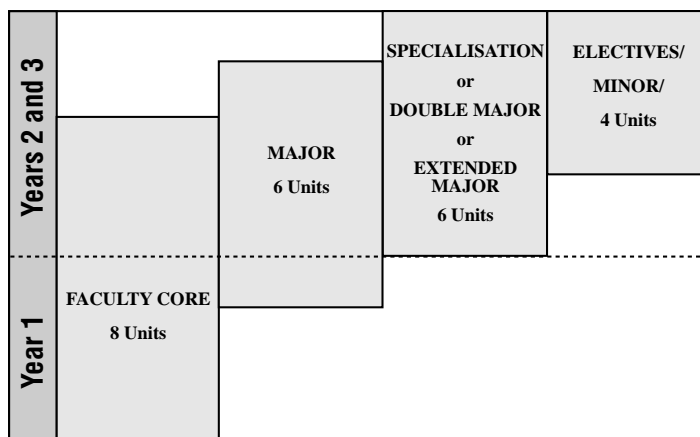 Years 2 and 3
Year 1
FACULTY CORE
8 Units
MAJOR
6 Units
SPECIALISATION
or
DOUBLE MAJOR
or
EXTENDED
MAJOR
6 Units
ELECTIVES/
MINOR/
4 Units